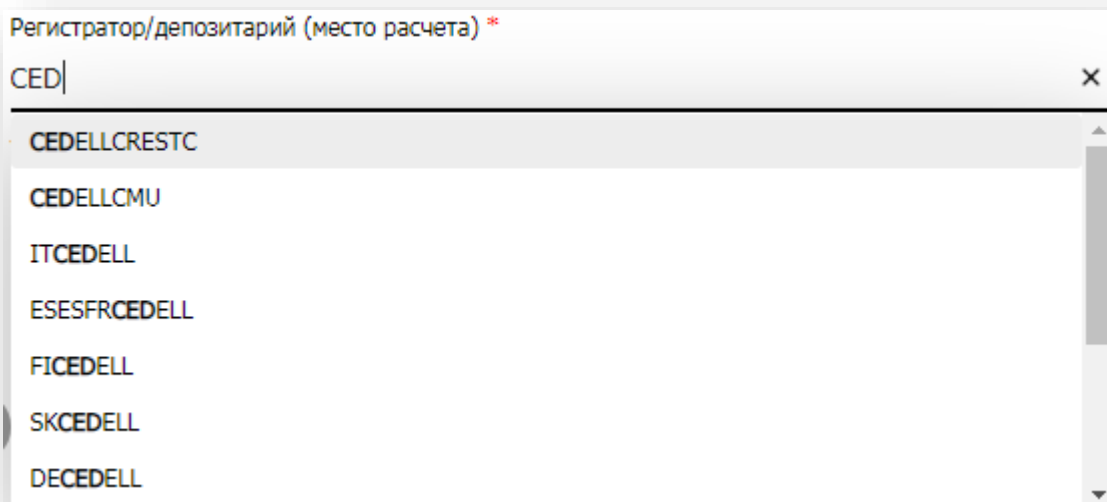 Регистратор/депозитарий (место расчета) *
CED
CEDELLCRESTC
CEDELLCMU
ITCEDELL
ESESFRCEDELL
FICEDELL
SKCEDELL
DECEDELL